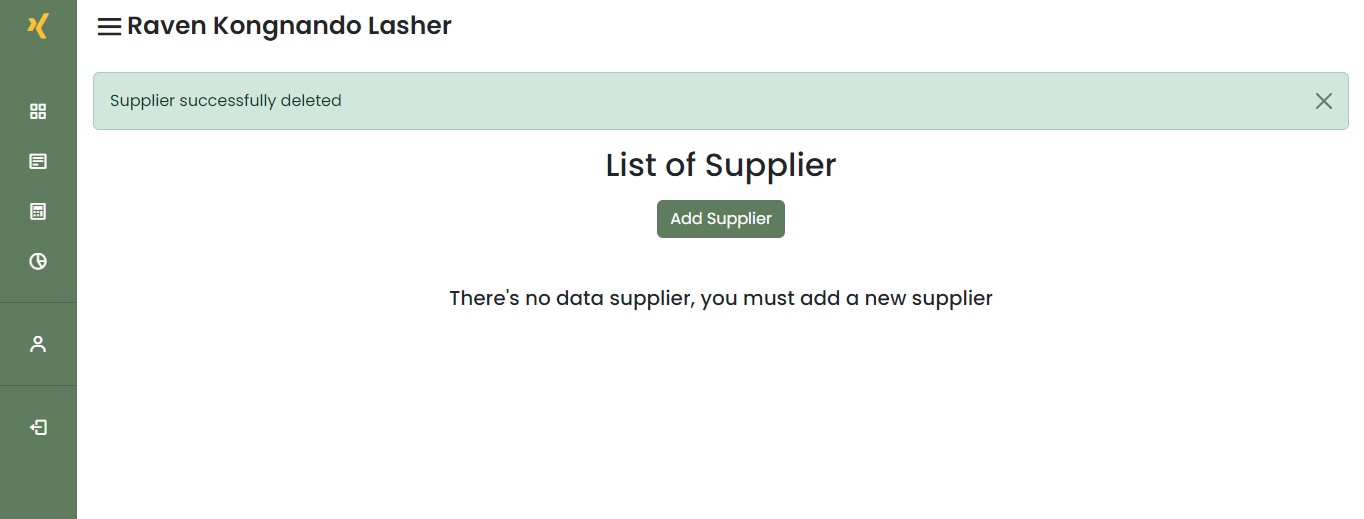 Raven Kongnando Lasher
Supplier successfully deleted
List of Supplier
Add Supplier
There's no data supplier, you must add a new supplier